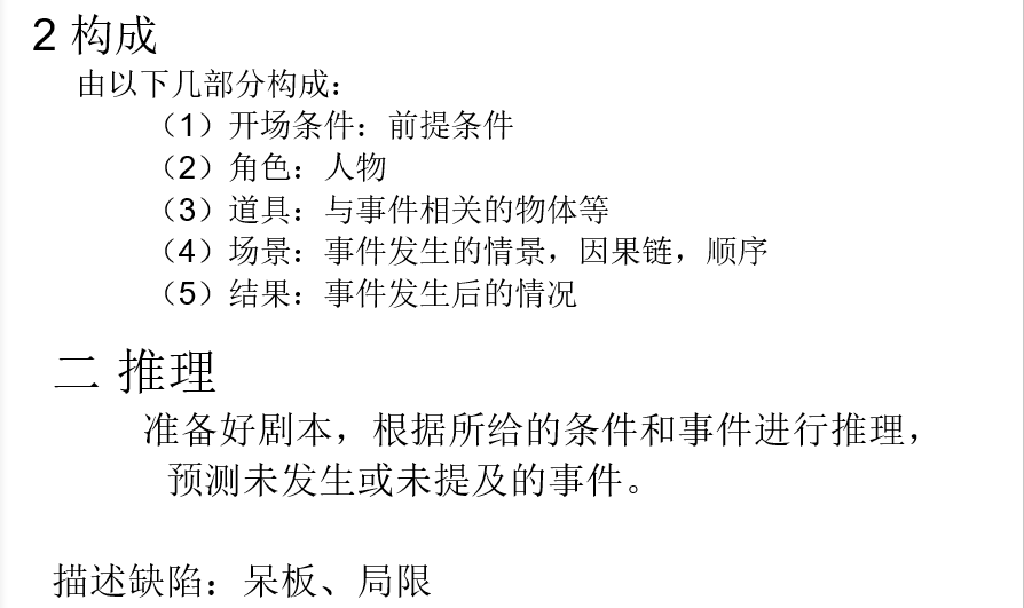 2 构成
由以下几部分构成：
（1）开场条件：前提条件
（2）角色：人物
（3）道具：与事件相关的物体等
（4）场景：事件发生的情景，因果链，顺序
（5）结果：事件发生后的情况
二 推理
准备好剧本，根据所给的条件和事件进行推理，
预测未发生或未提及的事件。
描述缺陷：呆板、局限